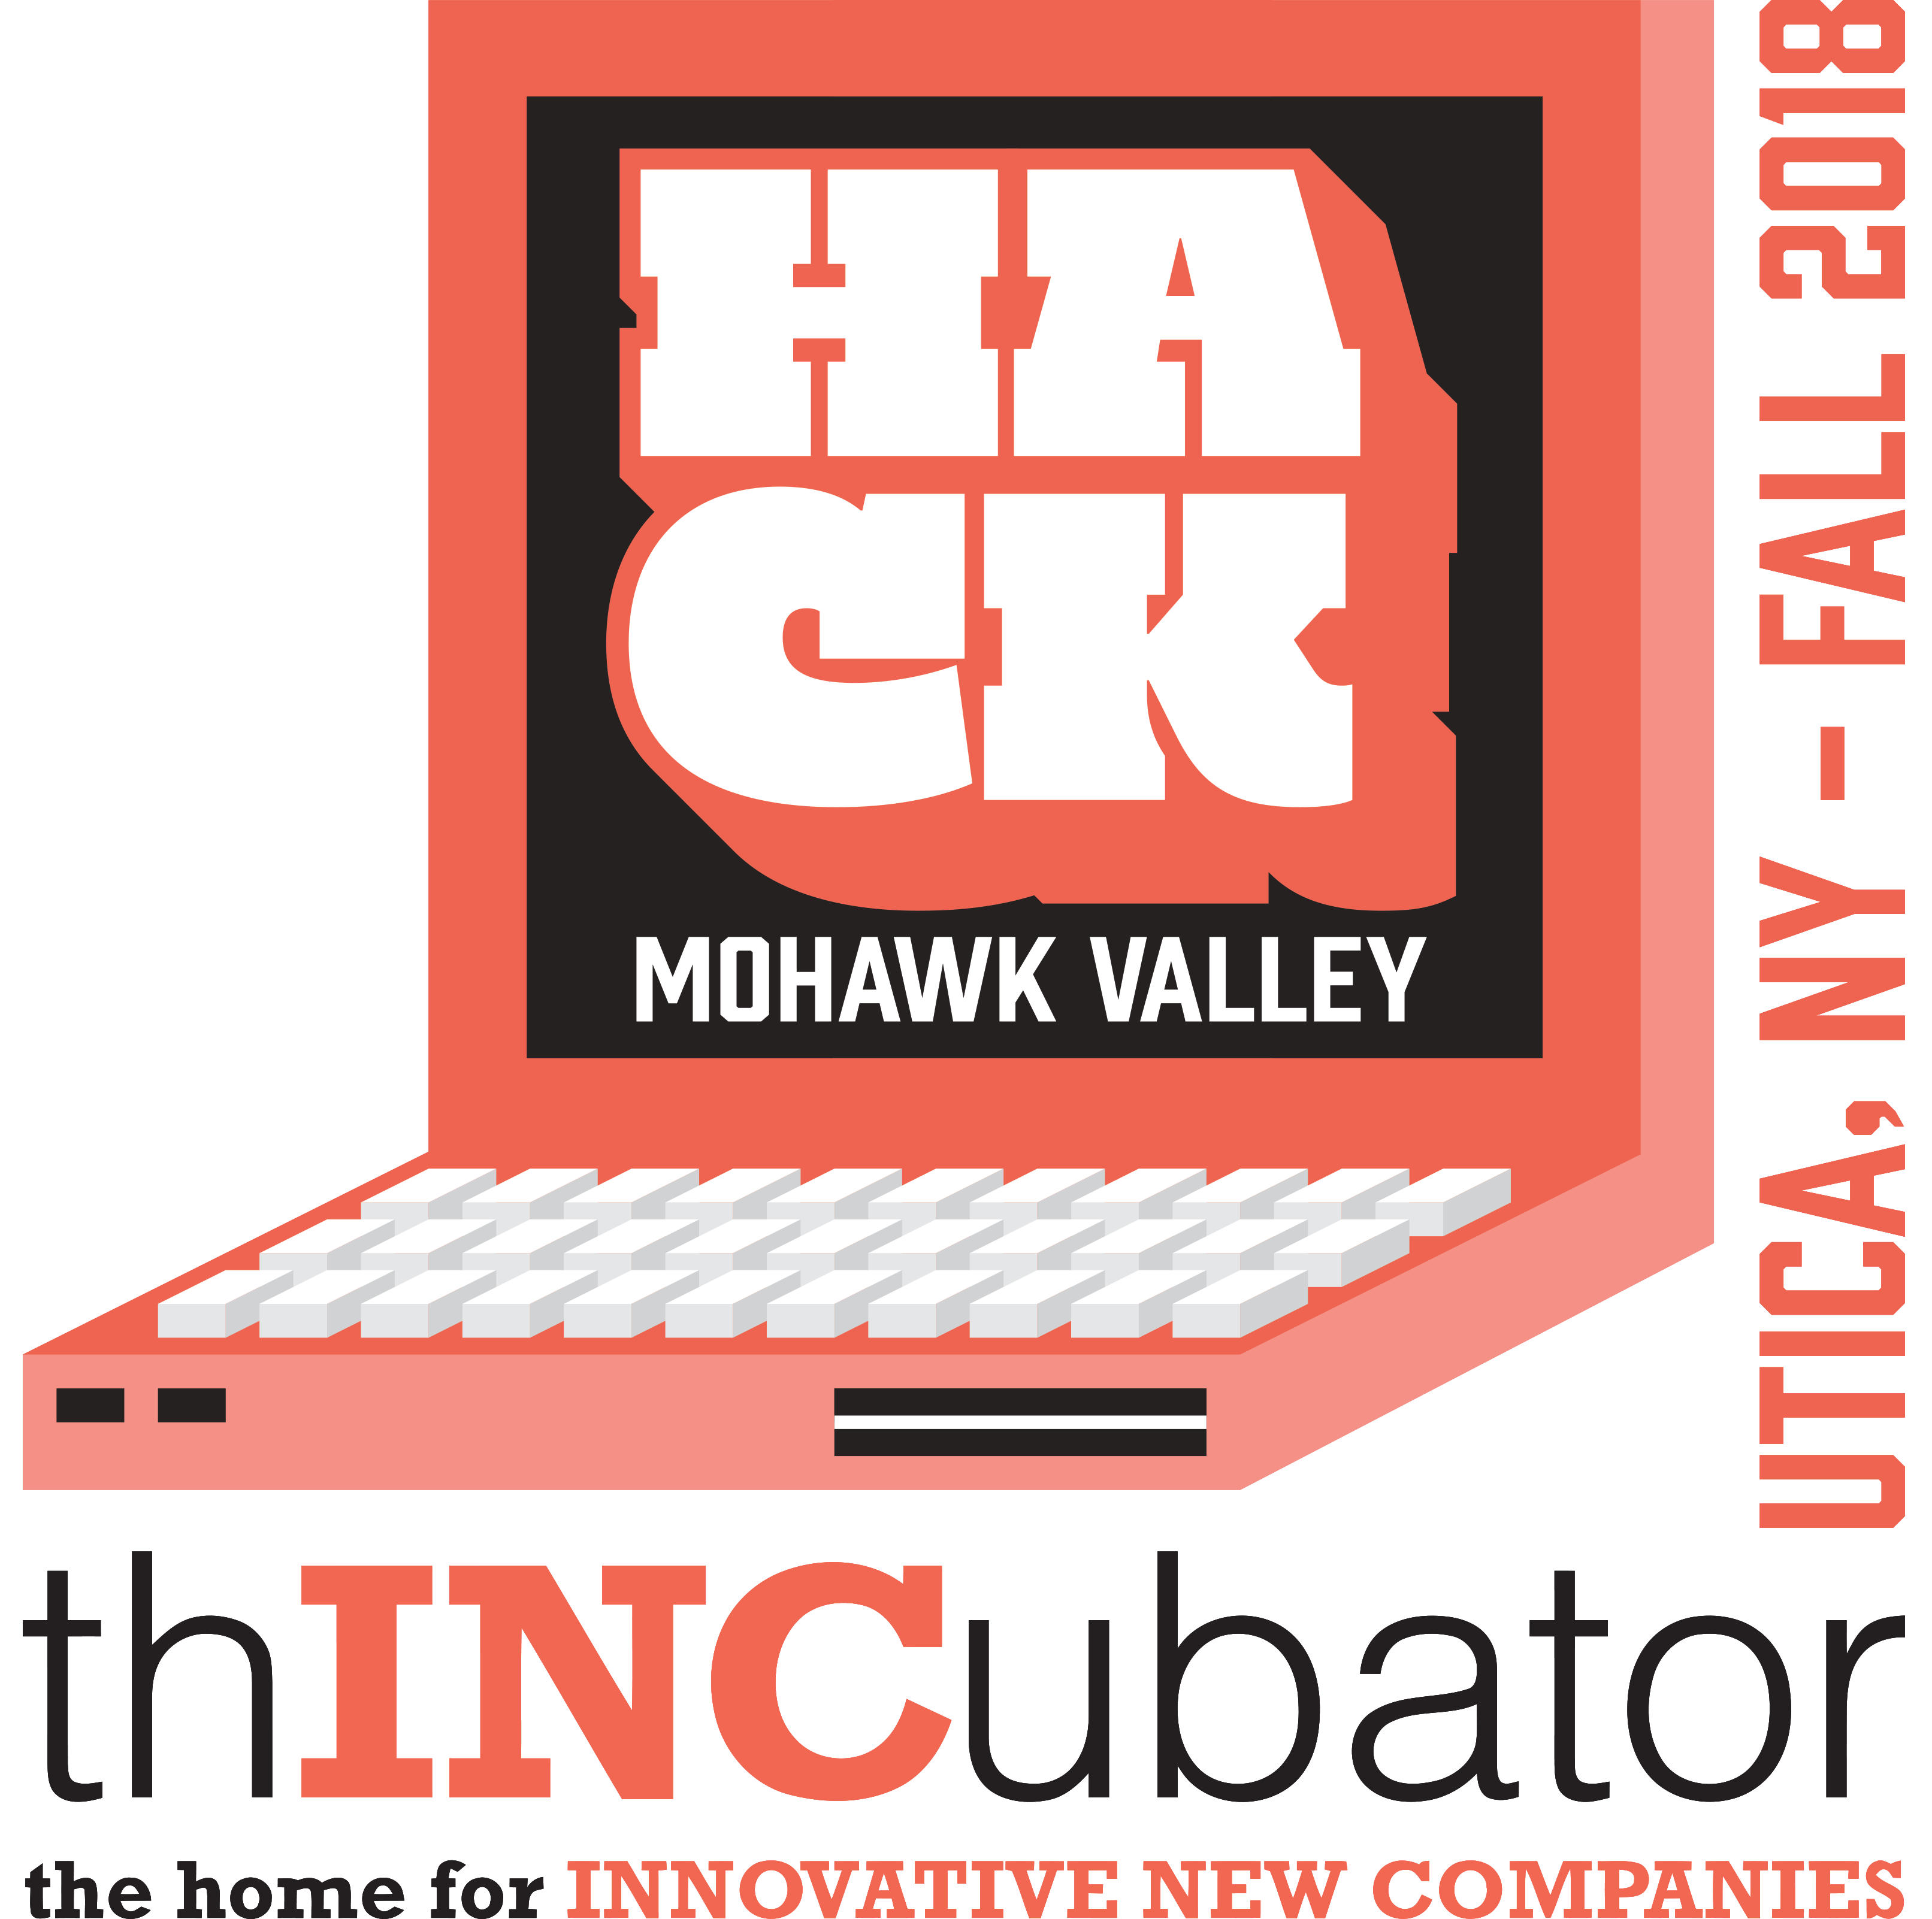 HA
CK
MOHAWK VALLEY
UTICA, NY – FALL 2018
thINCubator
the home for INNOVATIVE NEW COMPANIES